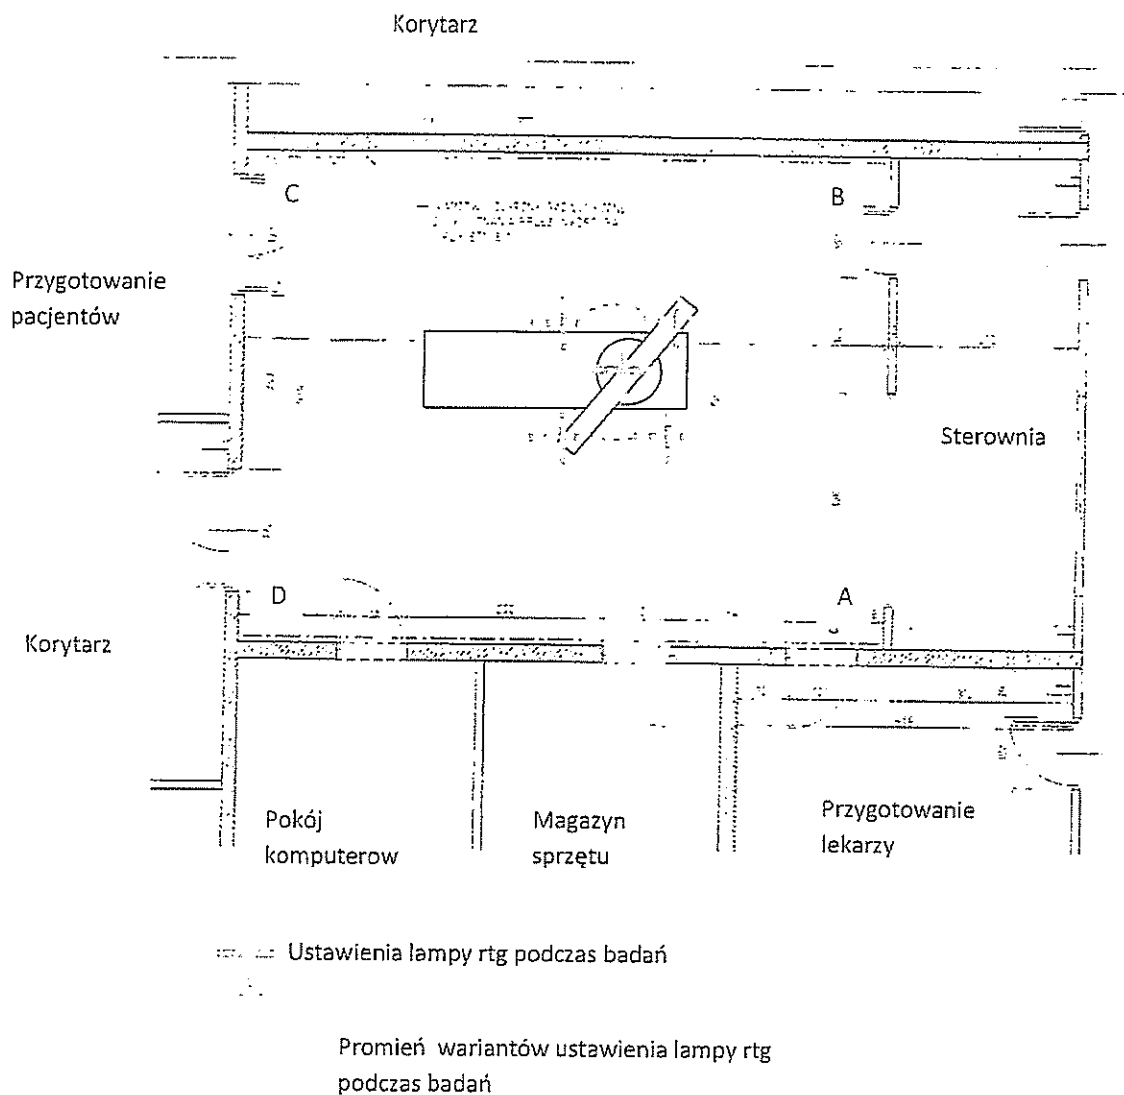 Korytarz
C
B
Przygotowanie
pacjentów
Sterownia
D
A
Korytarz
Pokój
komputerow
Magazyn
sprzętu
Przygotowanie
lekarzy
Ustawienia lampy rtg podczas badań
Promień wariantów ustawienia lampy rtg
podczas badań